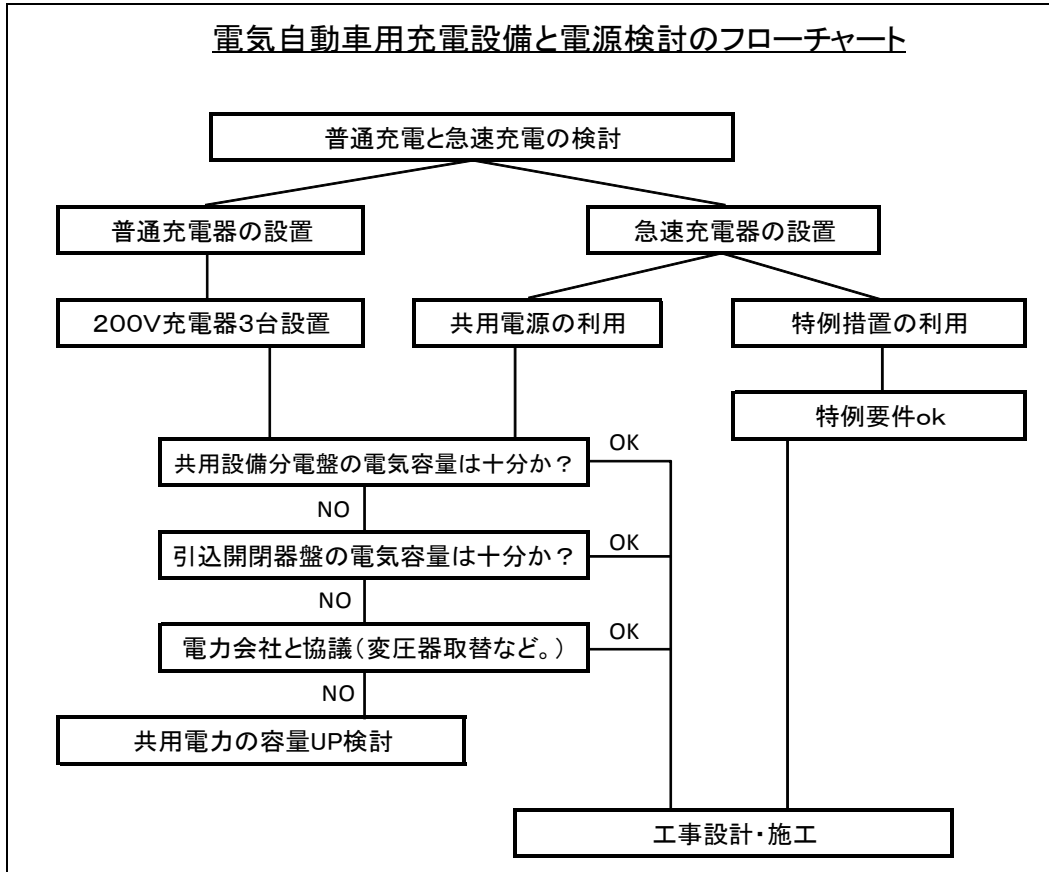 電気自動車用充電設備と電源検討のフローチャート
普通充電と急速充電の検討
普通充電器の設置
急速充電器の設置
200V充電器3台設置
共用電源の利用
特例措置の利用
特例要件ok
共用設備分電盤の電気容量は十分か？
OK
NO
引込開閉器盤の電気容量は十分か？
OK
NO
電力会社と協議(変圧器取替など。)
OK
NO
共用電力の容量UP検討
工事設計・施工